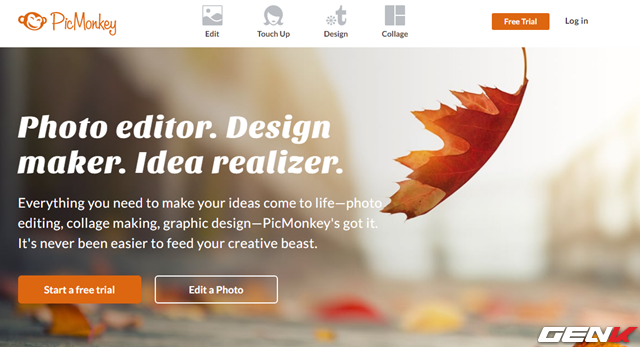 PicMonkey
Edit
Touch Up
Design
Collage
Free Trial
Log in
Photo editor. Design
maker. Idea realizer.
Everything you need to make your ideas come to life—photo
editing, collage making, graphic design—PicMonkey's got it.
It's never been easier to feed your creative beast.
Start a free trial
Edit a Photo
GENK